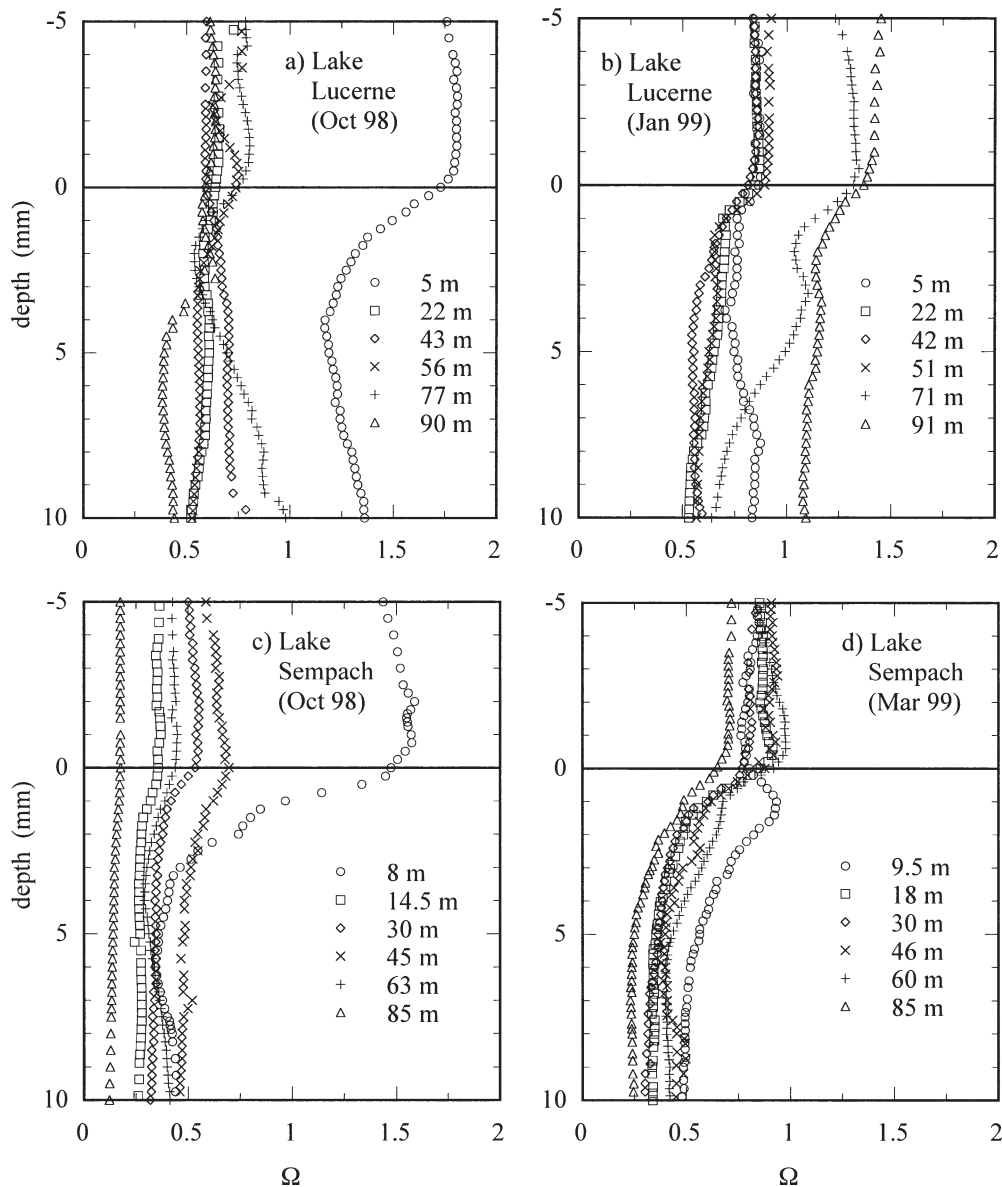 -5
0
5
10
depth (mm)
a) Lake
Lucerne
(Oct 98)
5 m
22 m
43 m
56 m
77 m
90 m
0
0.5
1
1.5
2
-5
0
5
10
b) Lake
Lucerne
(Jan 99)
5 m
22 m
42 m
51 m
71 m
91 m
0.5
1
1.5
2
-5
0
5
10
depth (mm)
c) Lake
Sempach
(Oct 98)
8 m
14.5 m
30 m
45 m
63 m
85 m
0
0.5
1
1.5
2
Ω
-5
0
5
10
d) Lake
Sempach
(Mar 99)
9.5 m
18 m
30 m
46 m
60 m
85 m
0
0.5
1
1.5
2
Ω